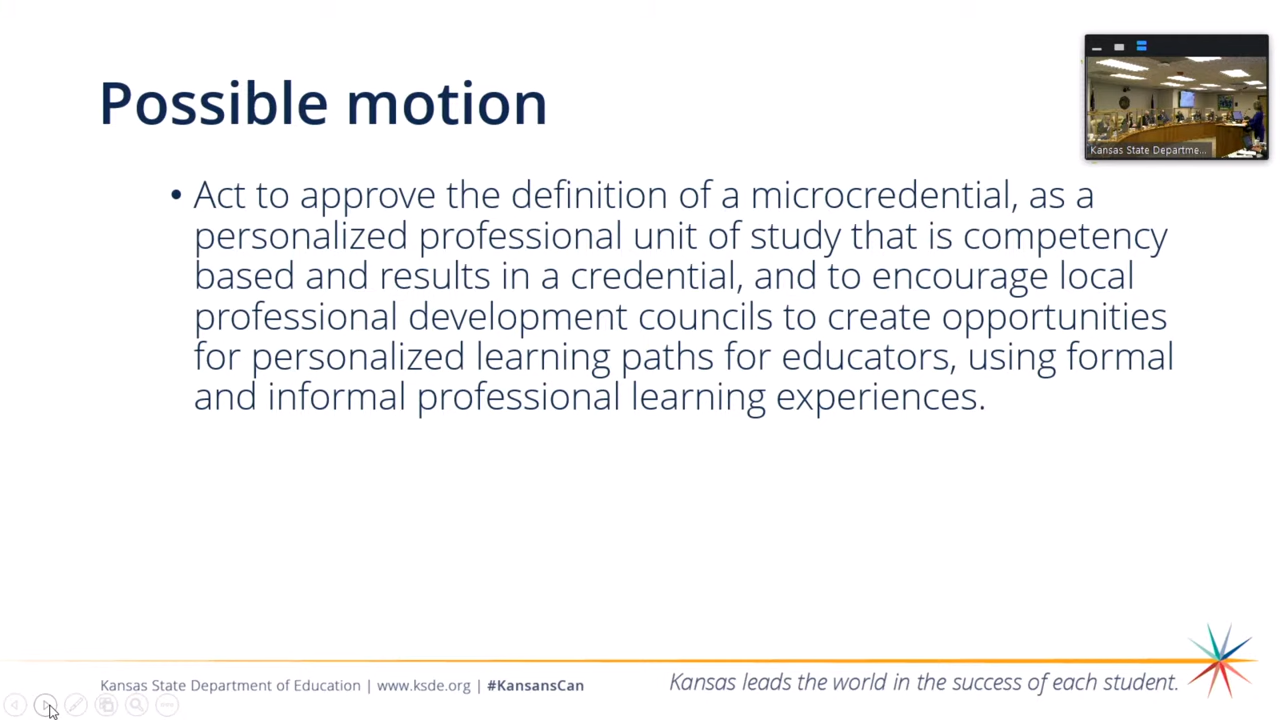 Possible motion
Kansas State Departme...
• Act to approve the definition of a microcredential, as a
personalized professional unit of study that is competency
based and results in a credential, and to encourage local
professional development councils to create opportunities
for personalized learning paths for educators, using formal
and informal professional learning experiences.
Kansas State Department of Education | www.ksde.org | #KansansCan
Kansas leads the world in the success of each student.